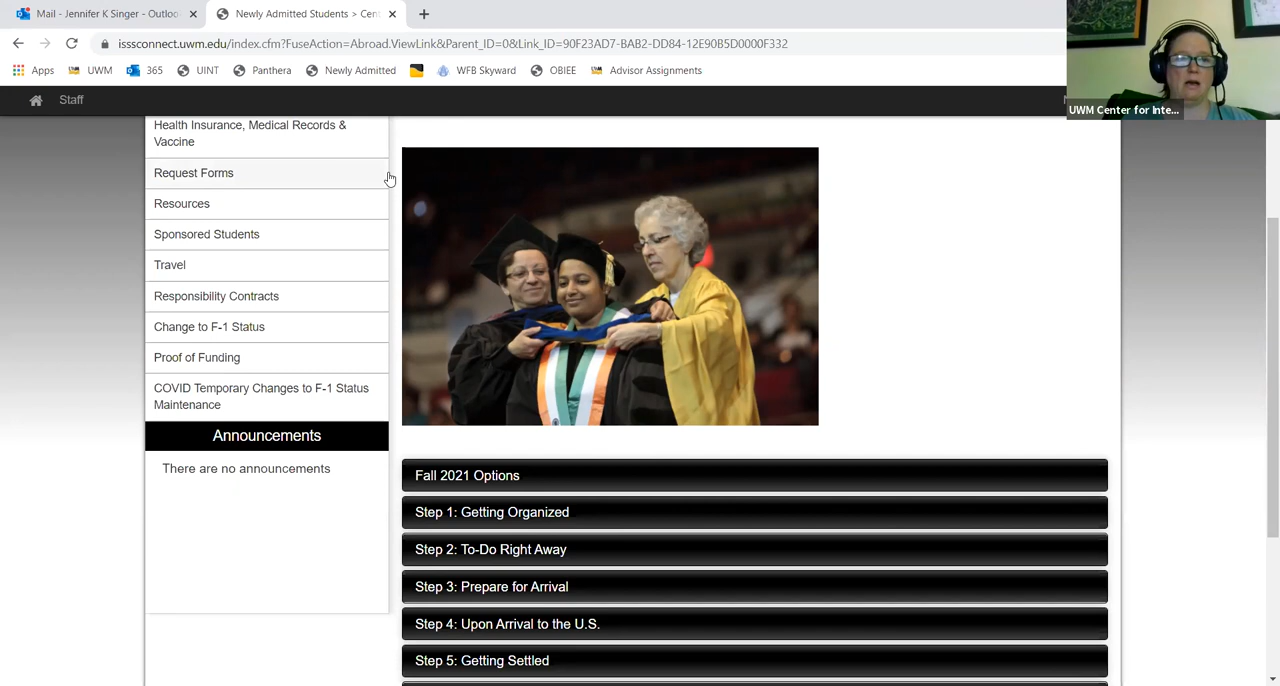 Mail - Jennifer K Singer - Outloo
Newly Admitted Students > Cent
isssconnect.uwm.edu/index.cfm?FuseAction=Abroad.ViewLink&Parent_ID=0&Link_ID=90F23AD7-BAB2-DD84-12E90B5D0000F332
Apps UWM 365 UINT Panthera Newly Admitted WFB Skyward OBIEE Advisor Assignments
UWM Center for Inte...
Staff
Health Insurance, Medical Records &
Vaccine
Request Forms
Resources
Sponsored Students
Travel
Responsibility Contracts
Change to F-1 Status
Proof of Funding
COVID Temporary Changes to F-1 Status
Maintenance
Announcements
There are no announcements
Fall 2021 Options
Step 1: Getting Organized
Step 2: To-Do Right Away
Step 3: Prepare for Arrival
Step 4: Upon Arrival to the U.S.
Step 5: Getting Settled